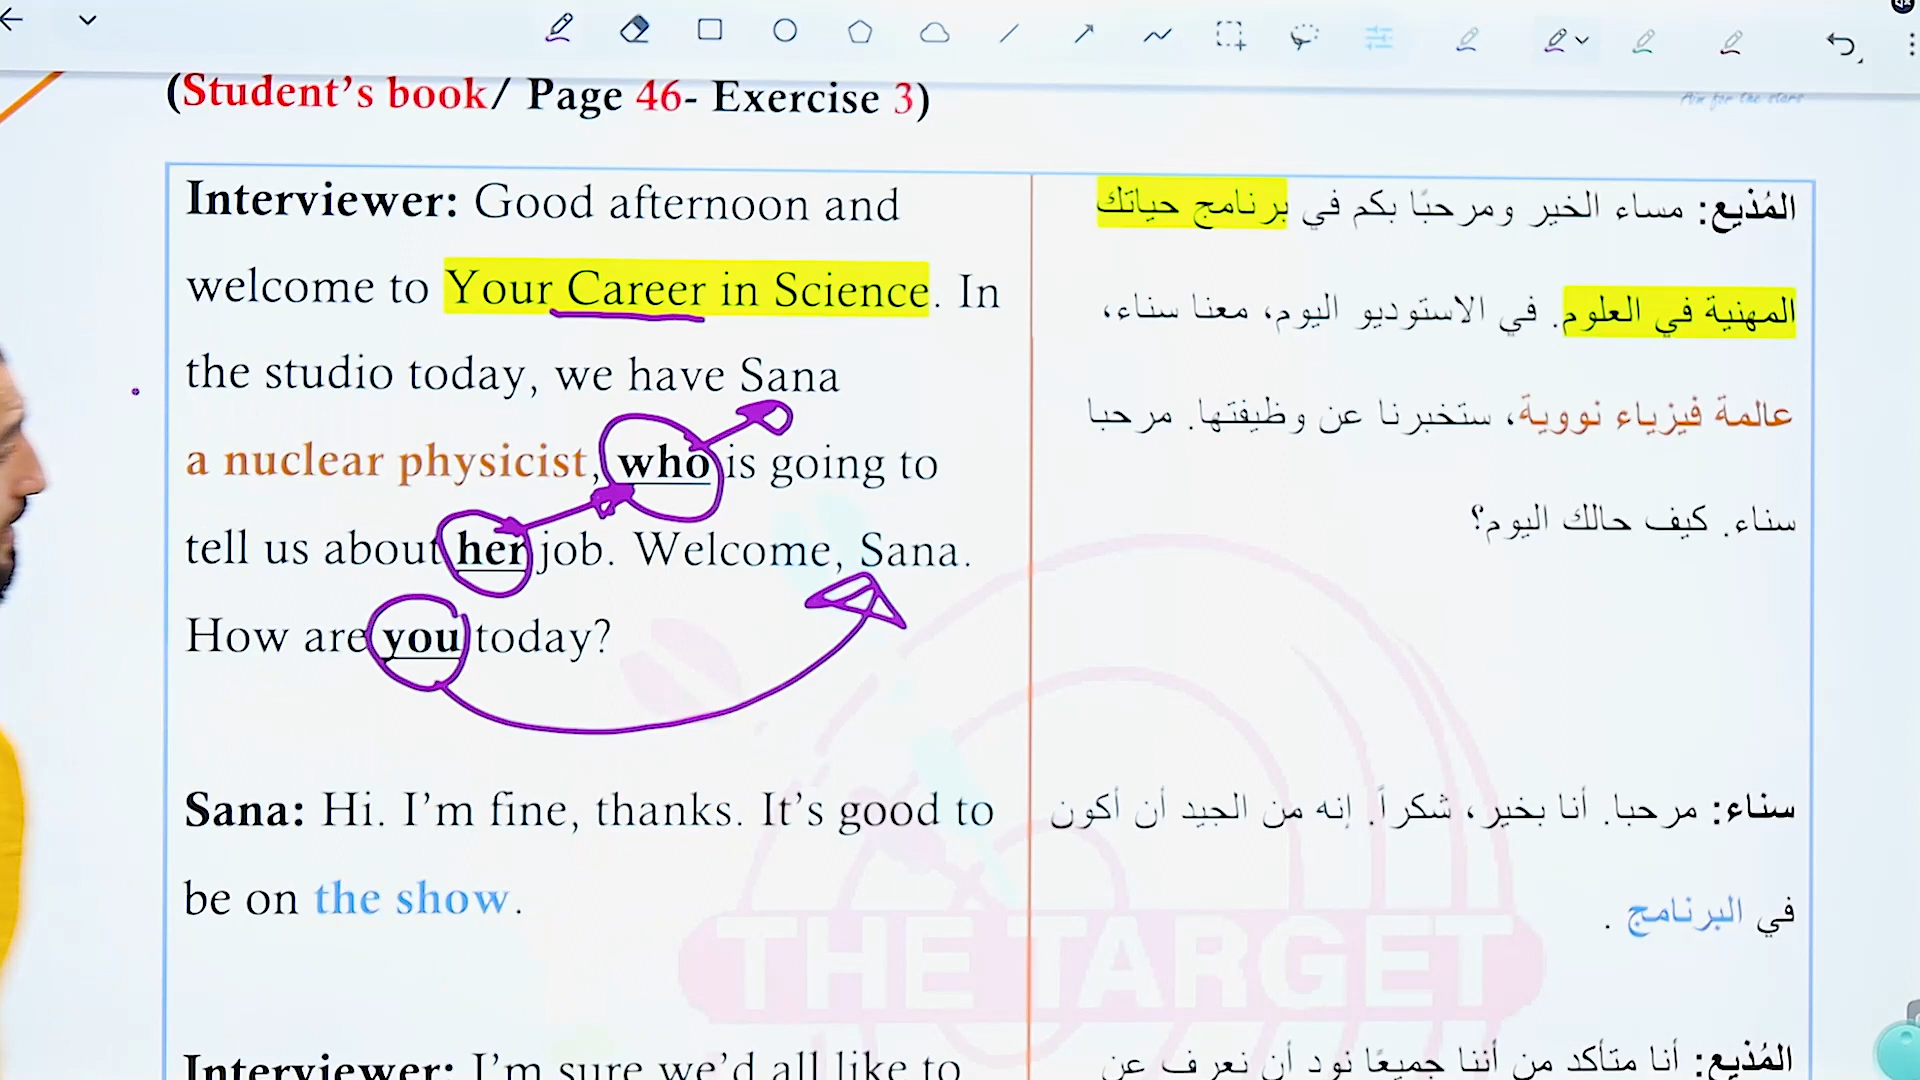 Aim for the stars
(Student's book/ Page 46- Exercise 3)
Interviewer: Good afternoon and
welcome to Your Career in Science. In
the studio today, we have Sana
a nuclear physicist, who is going to
tell us about her job. Welcome, Sana.
How are you today?
Sana: Hi. I'm fine, thanks. It's good to
be on the show.
Interviewer: I'm sure we'd all like to
المُذيع: مساء الخير ومرحبًا بكم في برنامج حياتك
المهنية في العلوم. في الاستوديو اليوم، معنا سناء،
عالمة فيزياء نووية، ستخبرنا عن وظيفتها. مرحبا
سناء. كيف حالك اليوم؟
سناء: مرحبا. أنا بخير، شكراً. إنه من الجيد أن أكون
في البرنامج .
المُذيع: أنا متأكد من أننا جميعًا نود أن نعرف عن
THE TARGET